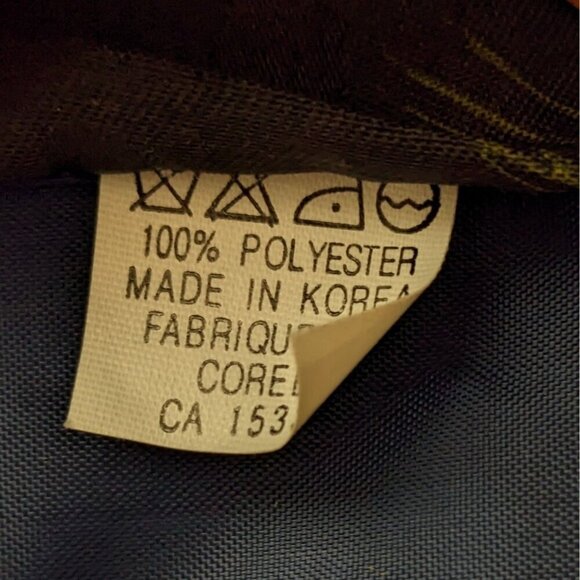 100% POLYESTER
MADE IN KOREA
FABRIQU
CORE
CA 153